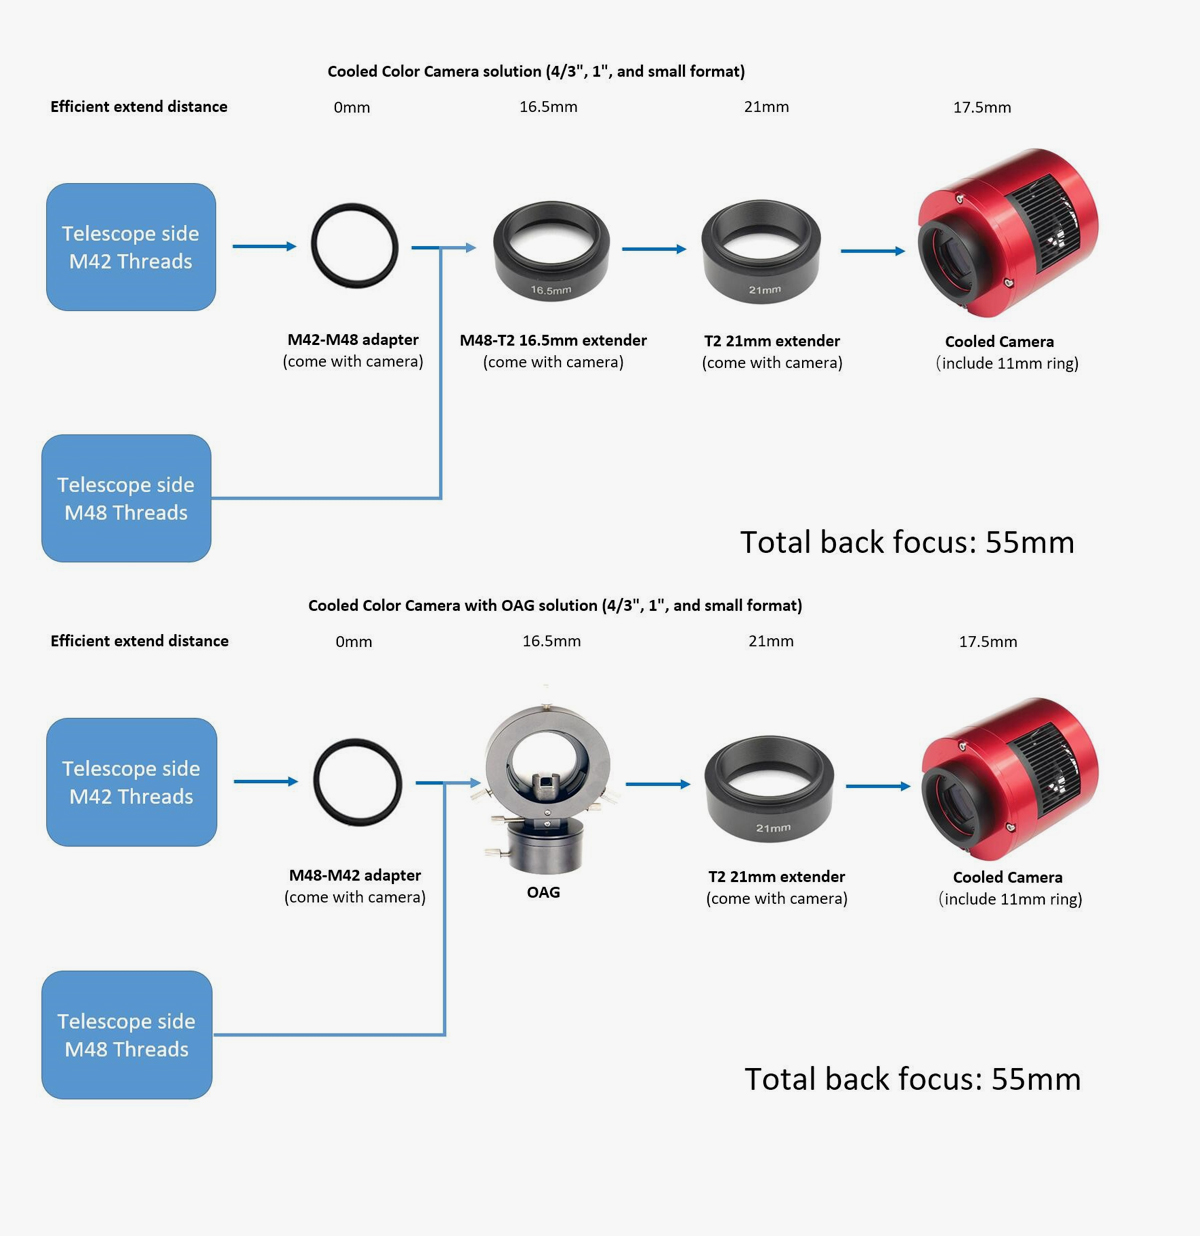 Cooled Color Camera solution (4/3", 1", and small format)
Efficient extend distance 0mm 16.5mm 21mm 17.5mm
Telescope side
M42 Threads
16.5mm
21mm
M42-M48 adapter
(come with camera)
M48-T2 16.5mm extender
(come with camera)
T2 21mm extender
(come with camera)
Cooled Camera
(include 11mm ring)
Telescope side
M48 Threads
Total back focus: 55mm
Cooled Color Camera with OAG solution (4/3", 1", and small format)
Efficient extend distance 0mm 16.5mm 21mm 17.5mm
Telescope side
M42 Threads
21mm
M48-M42 adapter
(come with camera)
OAG
T2 21mm extender
(come with camera)
Cooled Camera
(include 11mm ring)
Telescope side
M48 Threads
Total back focus: 55mm